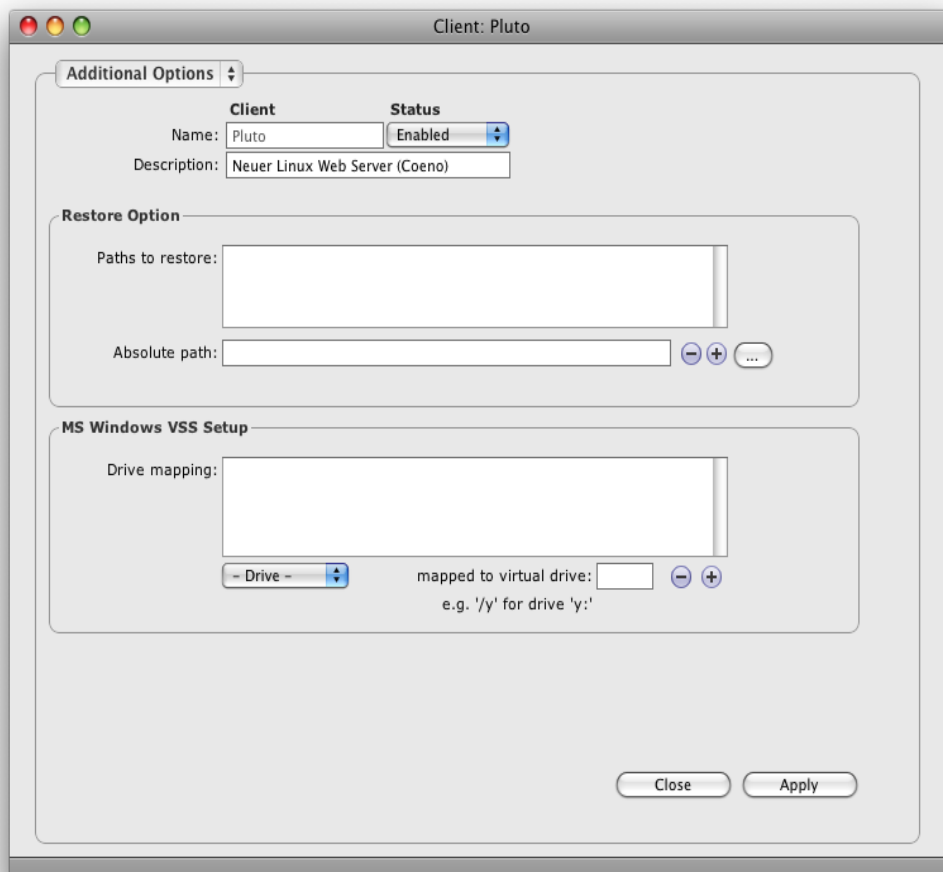 Client: Pluto
Additional Options
Client Status
Name: Pluto Enabled
Description: Neuer Linux Web Server (Coeno)
Restore Option
Paths to restore:
Absolute path: ...
MS Windows VSS Setup
Drive mapping:
– Drive – mapped to virtual drive:
e.g. '/y' for drive 'y:'
Close Apply